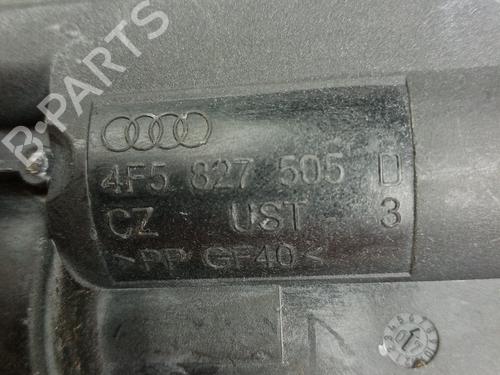 B-PARTS
4F5 827 505 D
CZ UST - 3
>PP GF40<